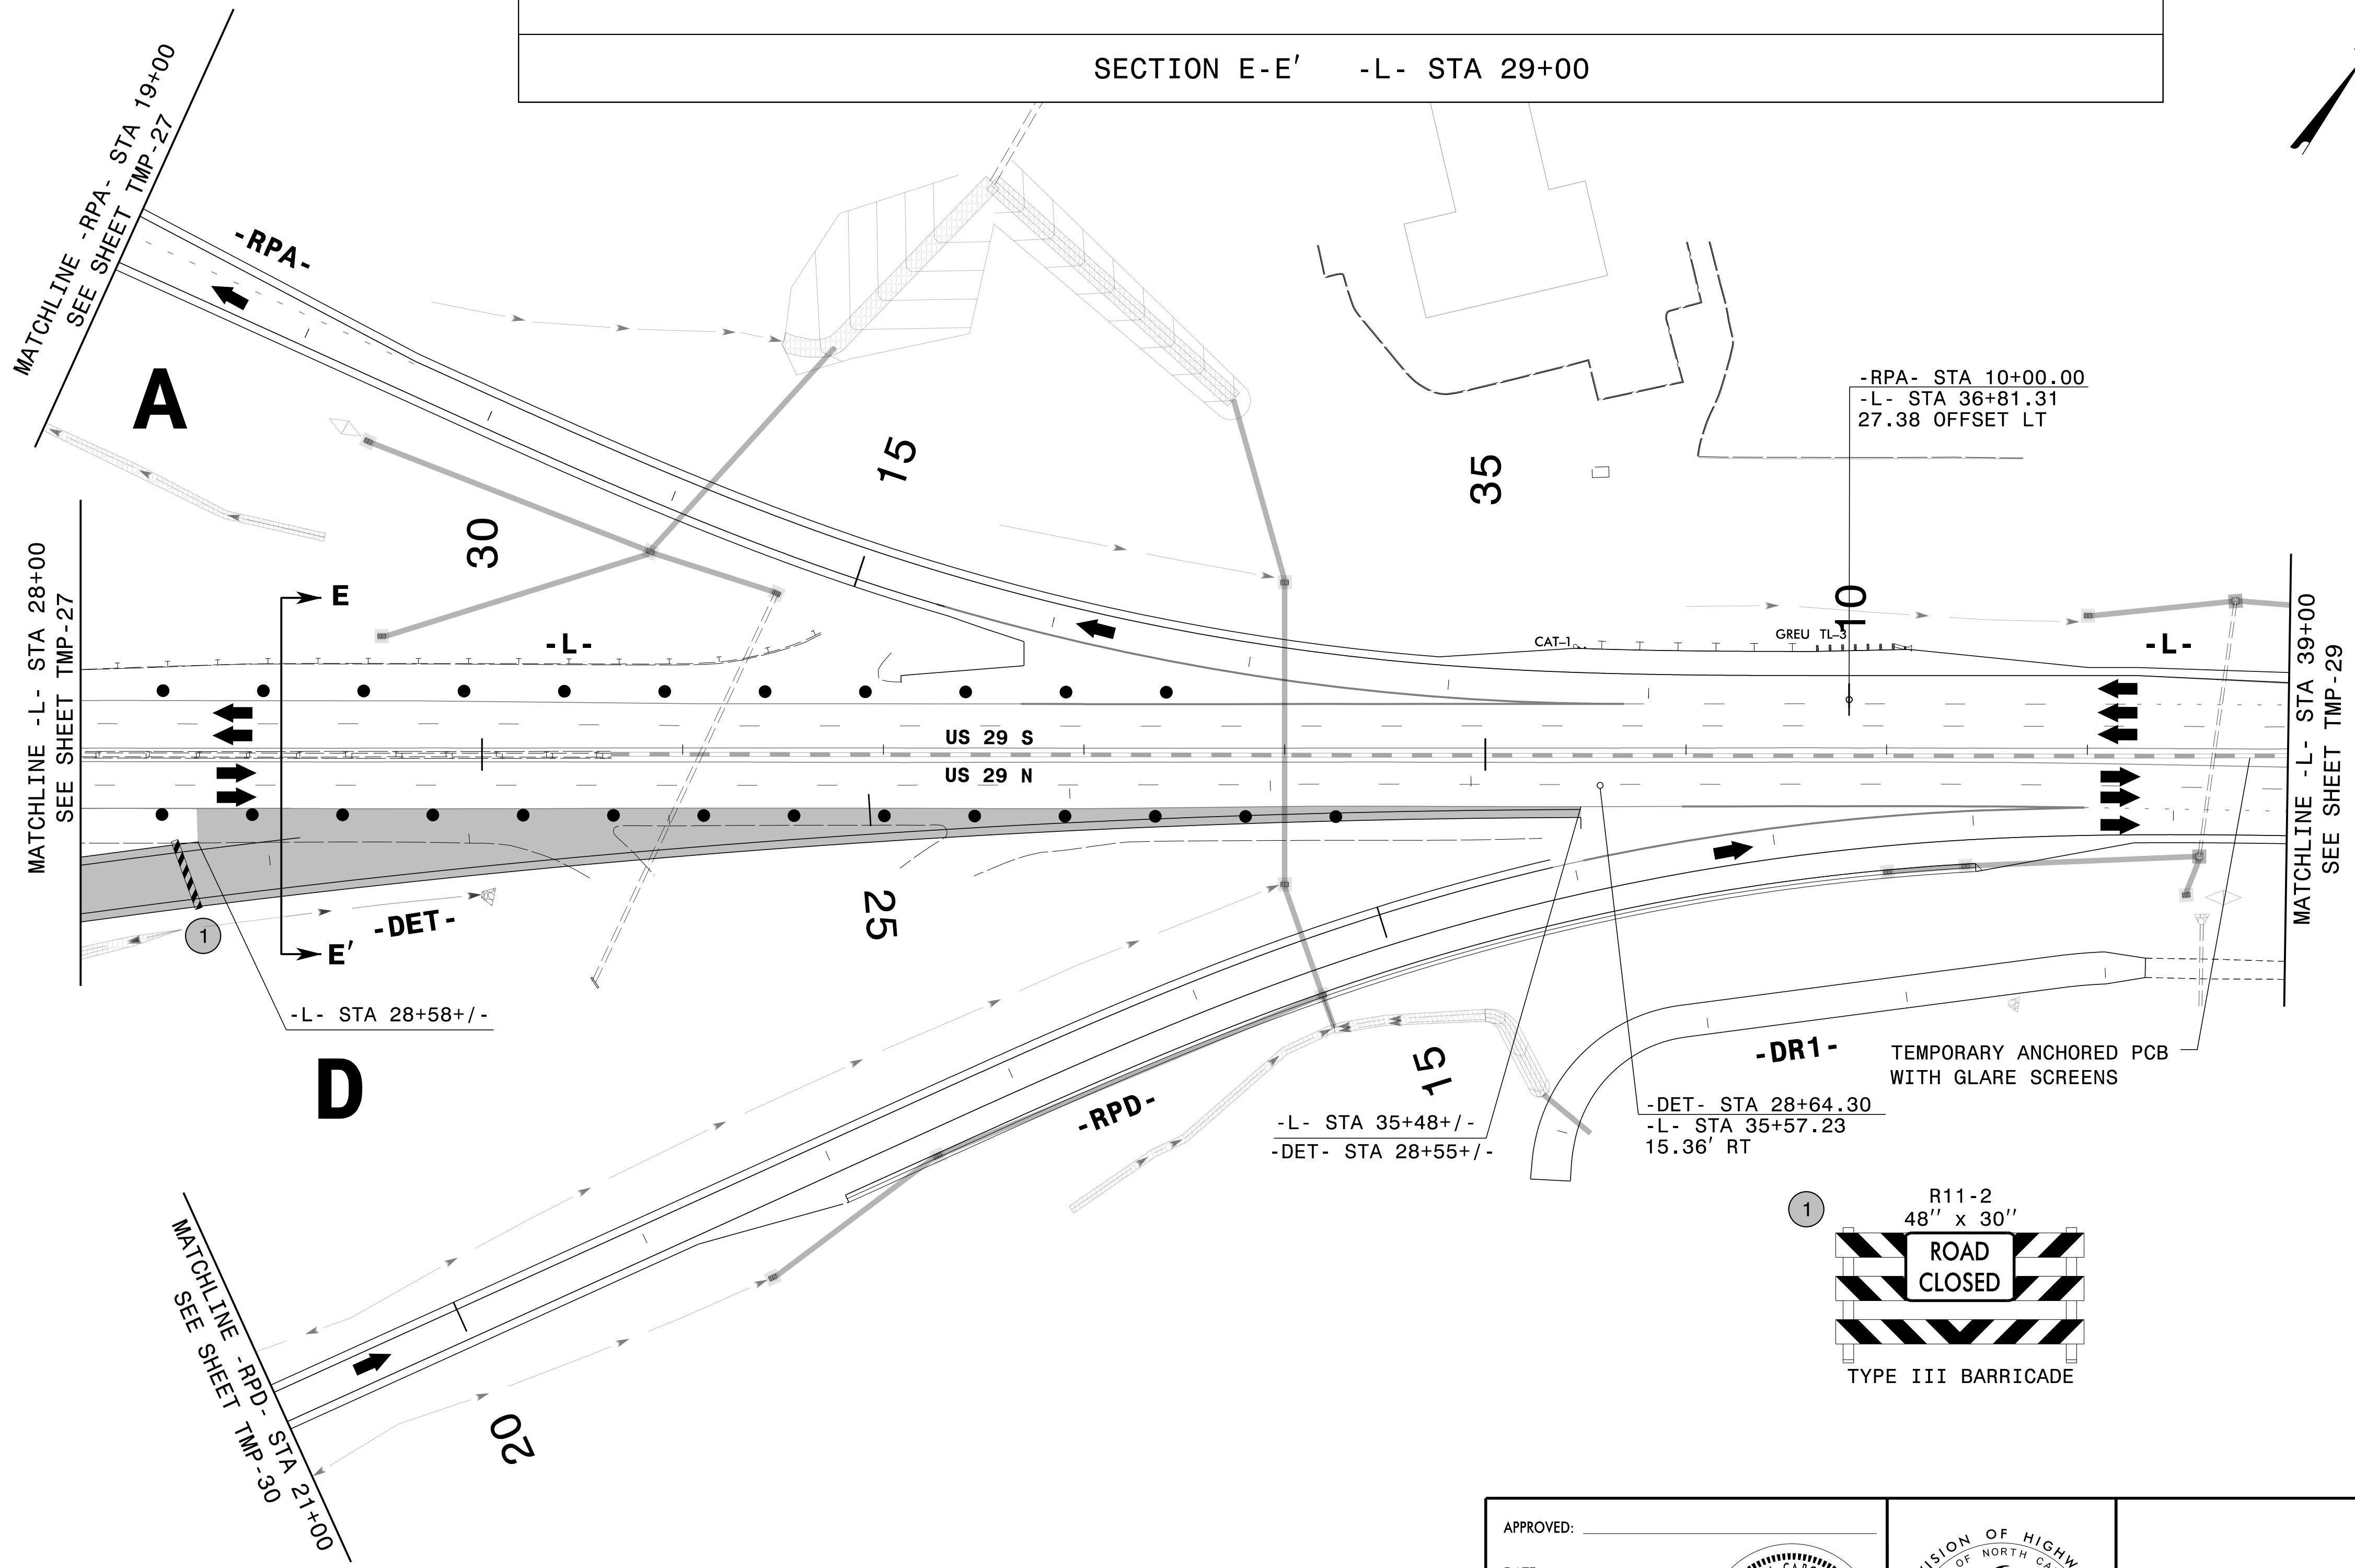 SECTION E-E' -L- STA 29+00
MATCHLINE -RPA- STA 19+00
SEE SHEET TMP-27
-RPA-
A
-RPA- STA 10+00.00
-L- STA 36+81.31
27.38 OFFSET LT
15
35
30
10
MATCHLINE -L- STA 28+00
SEE SHEET TMP-27
E
-L-
CAT-1
GREU TL-3
-L-
MATCHLINE -L- STA 39+00
SEE SHEET TMP-29
US 29 S
US 29 N
25
-DET-
1
E'
-L- STA 28+58+/-
D
-RPD-
15
-DR1-
TEMPORARY ANCHORED PCB
WITH GLARE SCREENS
-L- STA 35+48+/-
-DET- STA 28+55+/-
-DET- STA 28+64.30
-L- STA 35+57.23
15.36' RT
MATCHLINE -RPD- STA 21+00
SEE SHEET TMP-30
20
1
R11-2
48'' x 30''
ROAD
CLOSED
TYPE III BARRICADE
APPROVED:
OF HIGHW
OF NORTH CA